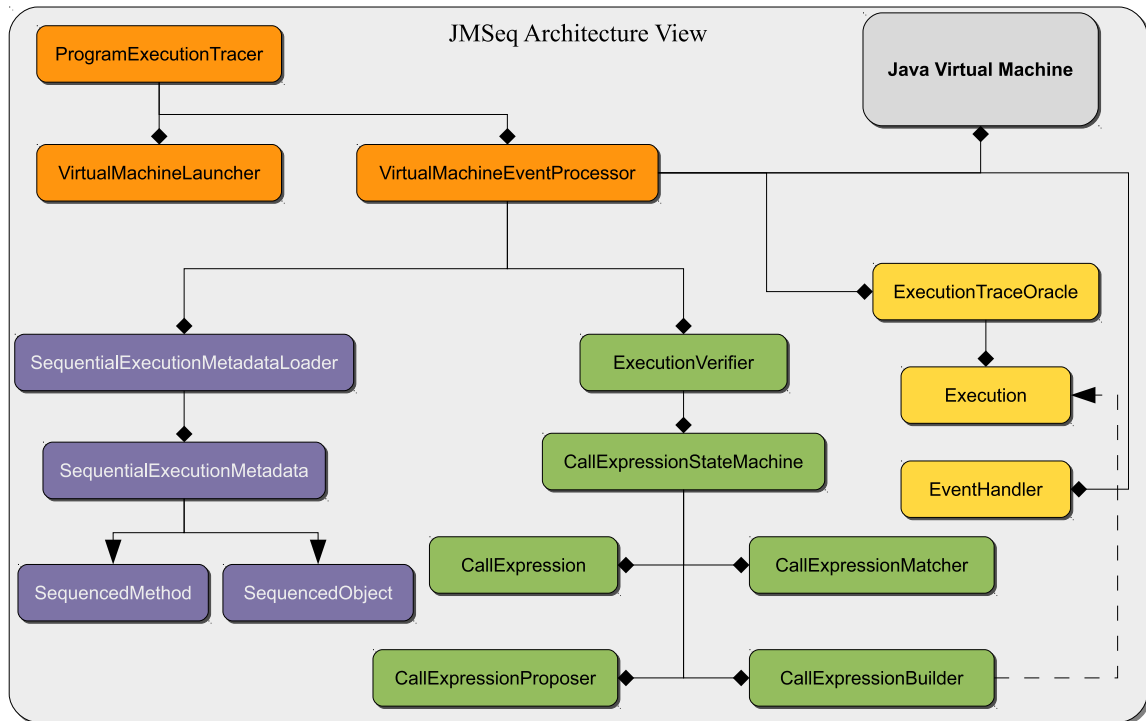 JMSeq Architecture View
ProgramExecutionTracer
Java Virtual Machine
VirtualMachineLauncher
VirtualMachineEventProcessor
ExecutionTraceOracle
SequentialExecutionMetadataLoader
ExecutionVerifier
Execution
SequentialExecutionMetadata
CallExpressionStateMachine
EventHandler
CallExpression
CallExpressionMatcher
SequencedMethod
SequencedObject
CallExpressionProposer
CallExpressionBuilder